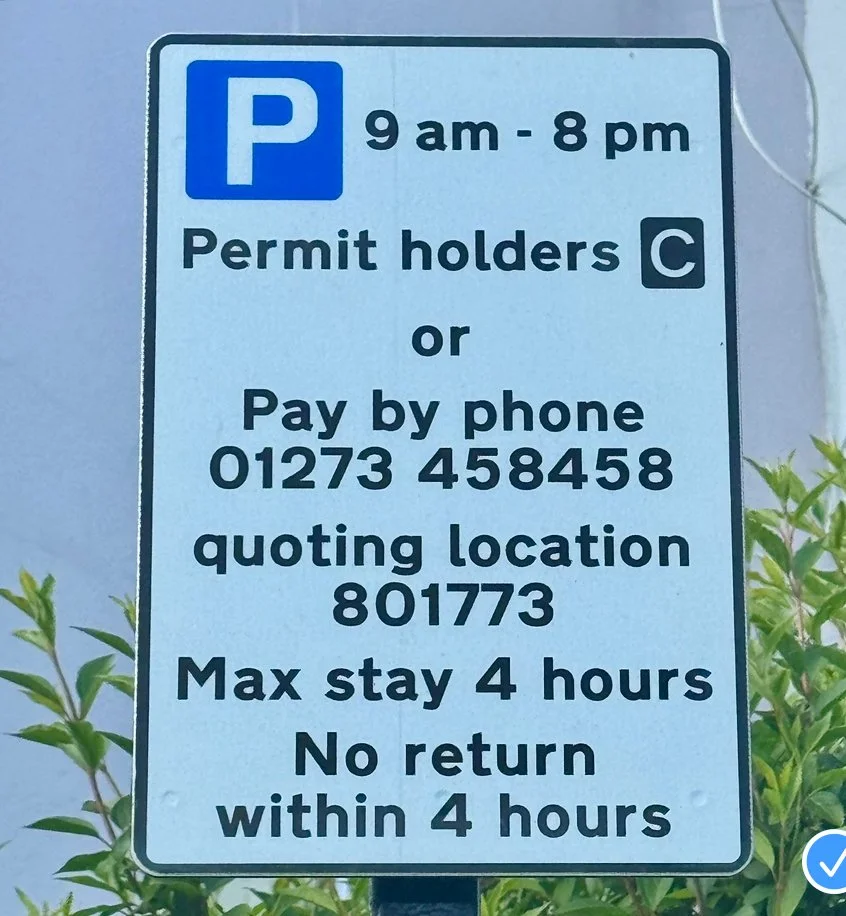 P 9 am - 8 pm
Permit holders C
or
Pay by phone
01273 458458
quoting location
801773
Max stay 4 hours
No return
within 4 hours